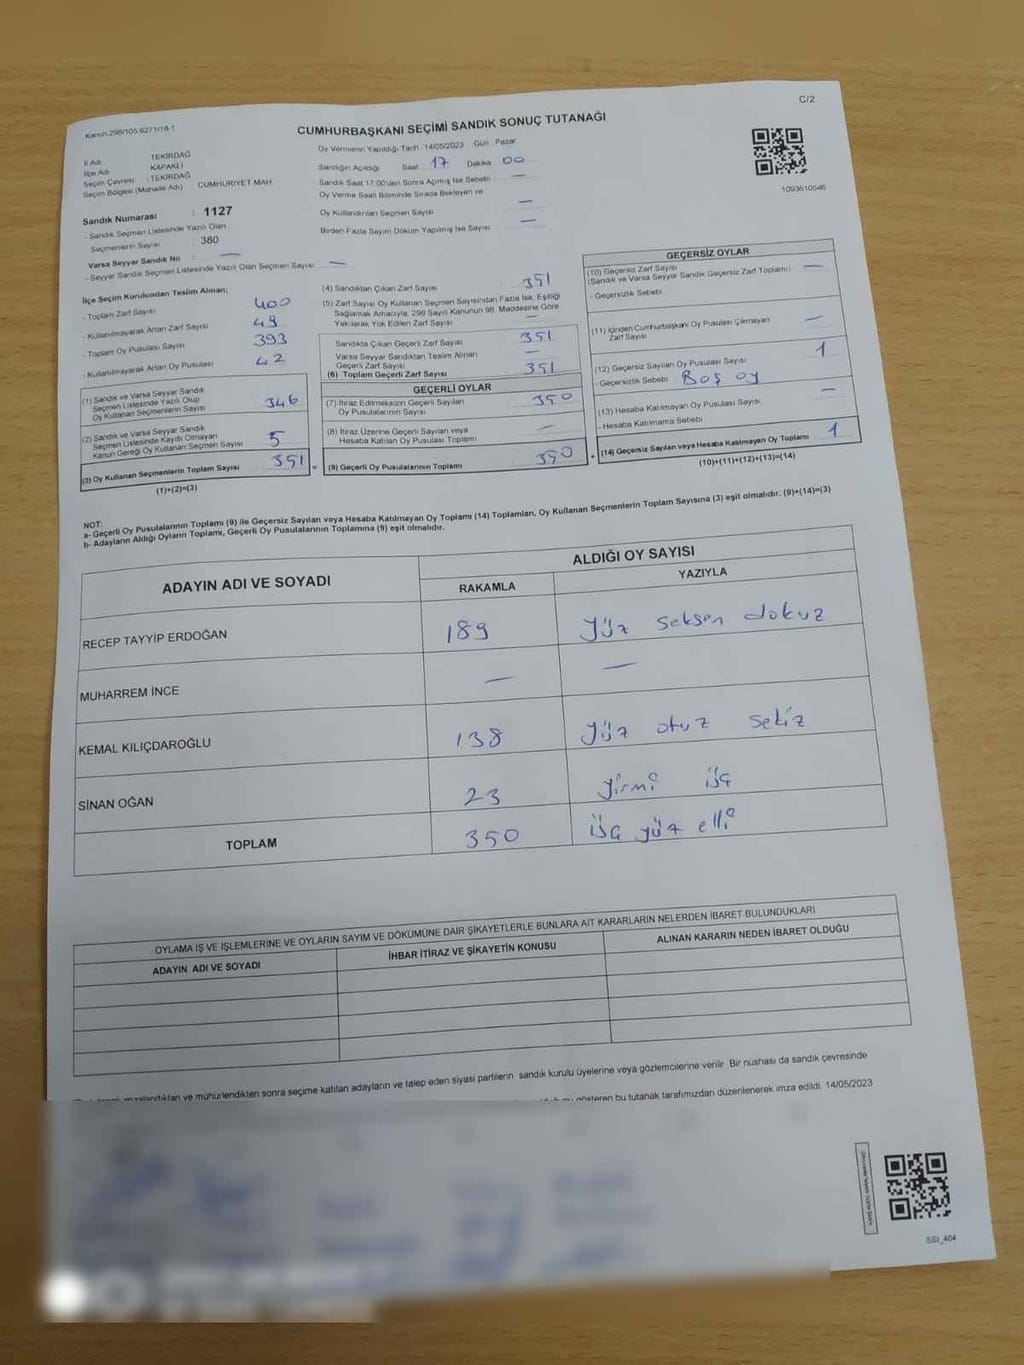 C/2
Kanun.298/105,6271/18-1
CUMHURBAŞKANI SEÇİMİ SANDIK SONUÇ TUTANAĞI
İl Adı TEKİRDAĞ
İlçe Adı KAPAKLI
Seçim Çevresi : TEKİRDAĞ
Seçim Bölgesi (Mahalle Adı) CUMHURİYET MAH.
Oy Vermenin Yapıldığı Tarih : 14/05/2023 Gün : Pazar
Sandığın Açıldığı Saat 17 Dakika 00
Sandık Saat 17:00'den Sonra Açılmış İse Sebebi —
Oy Verme Saati Bitiminde Sırada Bekleyen ve
Oy Kullandırılan Seçmen Sayısı —
Birden Fazla Sayım Döküm Yapılmış İse Sayısı —
1093610546
Sandık Numarası : 1127
- Sandık Seçmen Listesinde Yazılı Olan
Seçmenlerin Sayısı : 380
Varsa Seyyar Sandık No : —
- Seyyar Sandık Seçmen Listesinde Yazılı Olan Seçmen Sayısı —
İlçe Seçim Kurulundan Teslim Alınan;
- Toplam Zarf Sayısı 400
- Kullanılmayarak Artan Zarf Sayısı 49
- Toplam Oy Pusulası Sayısı 393
- Kullanılmayarak Artan Oy Pusulası 42
(1) Sandık ve Varsa Seyyar Sandık
Seçmen Listesinde Yazılı Olup
Oy Kullanan Seçmenlerin Sayısı 346
(2) Sandık ve Varsa Seyyar Sandık
Seçmen Listesinde Kayıtlı Olmayan
Kanun Gereği Oy Kullanan Seçmen Sayısı 5
(3) Oy Kullanan Seçmenlerin Toplam Sayısı 351 =
(1)+(2)=(3)
(4) Sandıktan Çıkan Zarf Sayısı 351
(5) Zarf Sayısı Oy Kullanan Seçmen Sayısından Fazla İse, Eşitliği
Sağlamak Amacıyla; 298 Sayılı Kanunun 98. Maddesine Göre
Yakılarak Yok Edilen Zarf Sayısı —
Sandıkta Çıkan Geçerli Zarf Sayısı 351
Varsa Seyyar Sandıktan Teslim Alınan
Geçerli Zarf Sayısı —
(6) Toplam Geçerli Zarf Sayısı 351
GEÇERLİ OYLAR
(7) İtiraz Edilmeksizin Geçerli Sayılan
Oy Pusulalarının Sayısı 350
(8) İtiraz Üzerine Geçerli Sayılan veya
Hesaba Katılan Oy Pusulası Toplamı —
(9) Geçerli Oy Pusulalarının Toplamı 350 +
GEÇERSİZ OYLAR
(10) Geçersiz Zarf Sayısı
(Sandık ve Varsa Seyyar Sandık Geçersiz Zarf Toplamı) —
- Geçersizlik Sebebi
(11) İçinden Cumhurbaşkanı Oy Pusulası Çıkmayan
Zarf Sayısı —
(12) Geçersiz Sayılan Oy Pusulası Sayısı 1
- Geçersizlik Sebebi Boş oy
(13) Hesaba Katılmayan Oy Pusulası Sayısı —
- Hesaba Katılmama Sebebi
(14) Geçersiz Sayılan veya Hesaba Katılmayan Oy Toplamı 1
(10)+(11)+(12)+(13)=(14)
NOT:
a- Geçerli Oy Pusulalarının Toplamı (9) ile Geçersiz Sayılan veya Hesaba Katılmayan Oy Toplamı (14) Toplamları, Oy Kullanan Seçmenlerin Toplam Sayısına (3) eşit olmalıdır. (9)+(14)=(3)
b- Adayların Aldığı Oyların Toplamı, Geçerli Oy Pusulalarının Toplamına (9) eşit olmalıdır.
ADAYIN ADI VE SOYADI ALDIĞI OY SAYISI
RAKAMLA YAZIYLA
RECEP TAYYİP ERDOĞAN 189 Yüz seksen dokuz
MUHARREM İNCE — —
KEMAL KILIÇDAROĞLU 138 Yüz otuz sekiz
SİNAN OĞAN 23 Yirmi üç
TOPLAM 350 üç yüz elli
OYLAMA İŞ VE İŞLEMLERİNE VE OYLARIN SAYIM VE DÖKÜMÜNE DAİR ŞİKAYETLERLE BUNLARA AİT KARARLARIN NELERDEN İBARET BULUNDUKLARI
ADAYIN ADI VE SOYADI İHBAR İTİRAZ VE ŞİKAYETİN KONUSU ALINAN KARARIN NEDEN İBARET OLDUĞU
imzalandıktan ve mühürlendikten sonra seçime katılan adayların ve talep eden siyasi partilerin sandık kurulu üyelerine veya gözlemcilerine verilir. Bir nüshası da sandık çevresinde
gösteren bu tutanak tarafımızdan düzenlenerek imza edildi. 14/05/2023
SSI_404